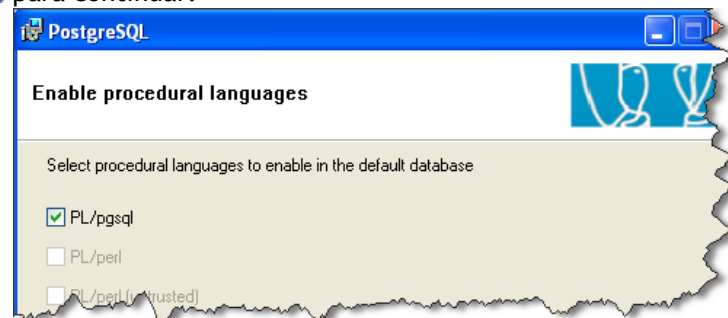 para continuar.
PostgreSQL
Enable procedural languages
Select procedural languages to enable in the default database
PL/pgsql
PL/perl
PL/perl (untrusted)